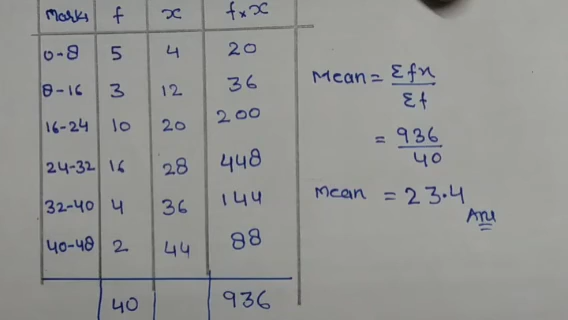 Marks f x f×x
0-8 5 4 20
8-16 3 12 36
16-24 10 20 200
24-32 16 28 448
32-40 4 36 144
40-48 2 44 88
40 936
Mean = Σfx / Σf
= 936 / 40
Mean = 23.4
Ans